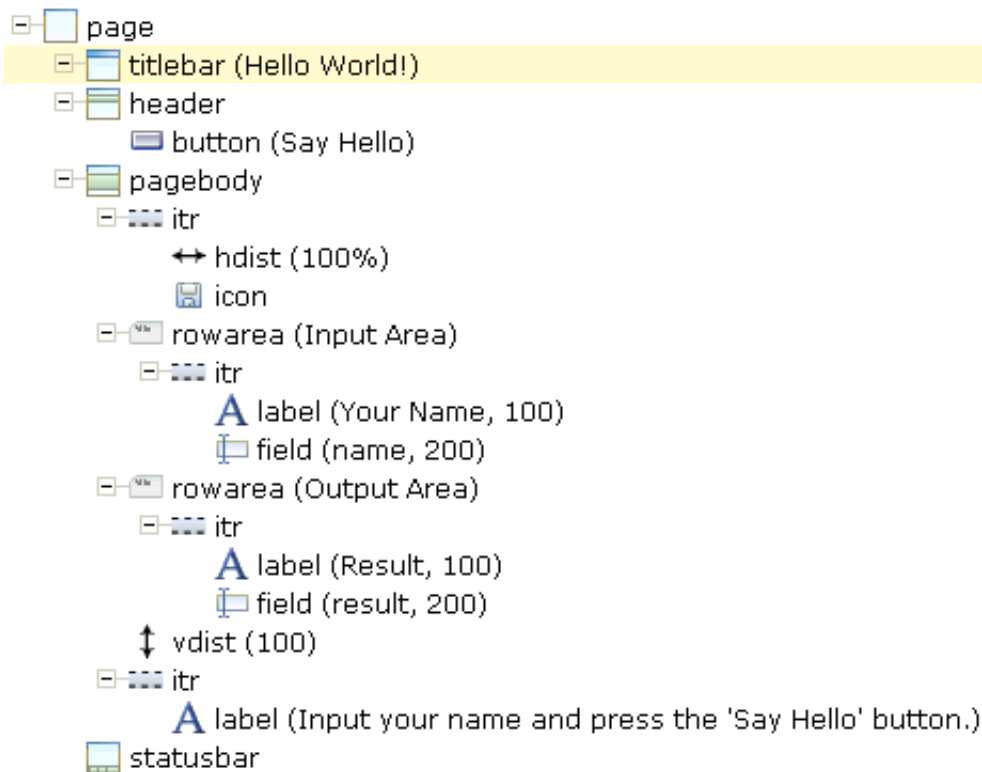 page
titlebar (Hello World!)
header
button (Say Hello)
pagebody
itr
hdist (100%)
icon
rowarea (Input Area)
itr
label (Your Name, 100)
field (name, 200)
rowarea (Output Area)
itr
label (Result, 100)
field (result, 200)
vdist (100)
itr
label (Input your name and press the 'Say Hello' button.)
statusbar